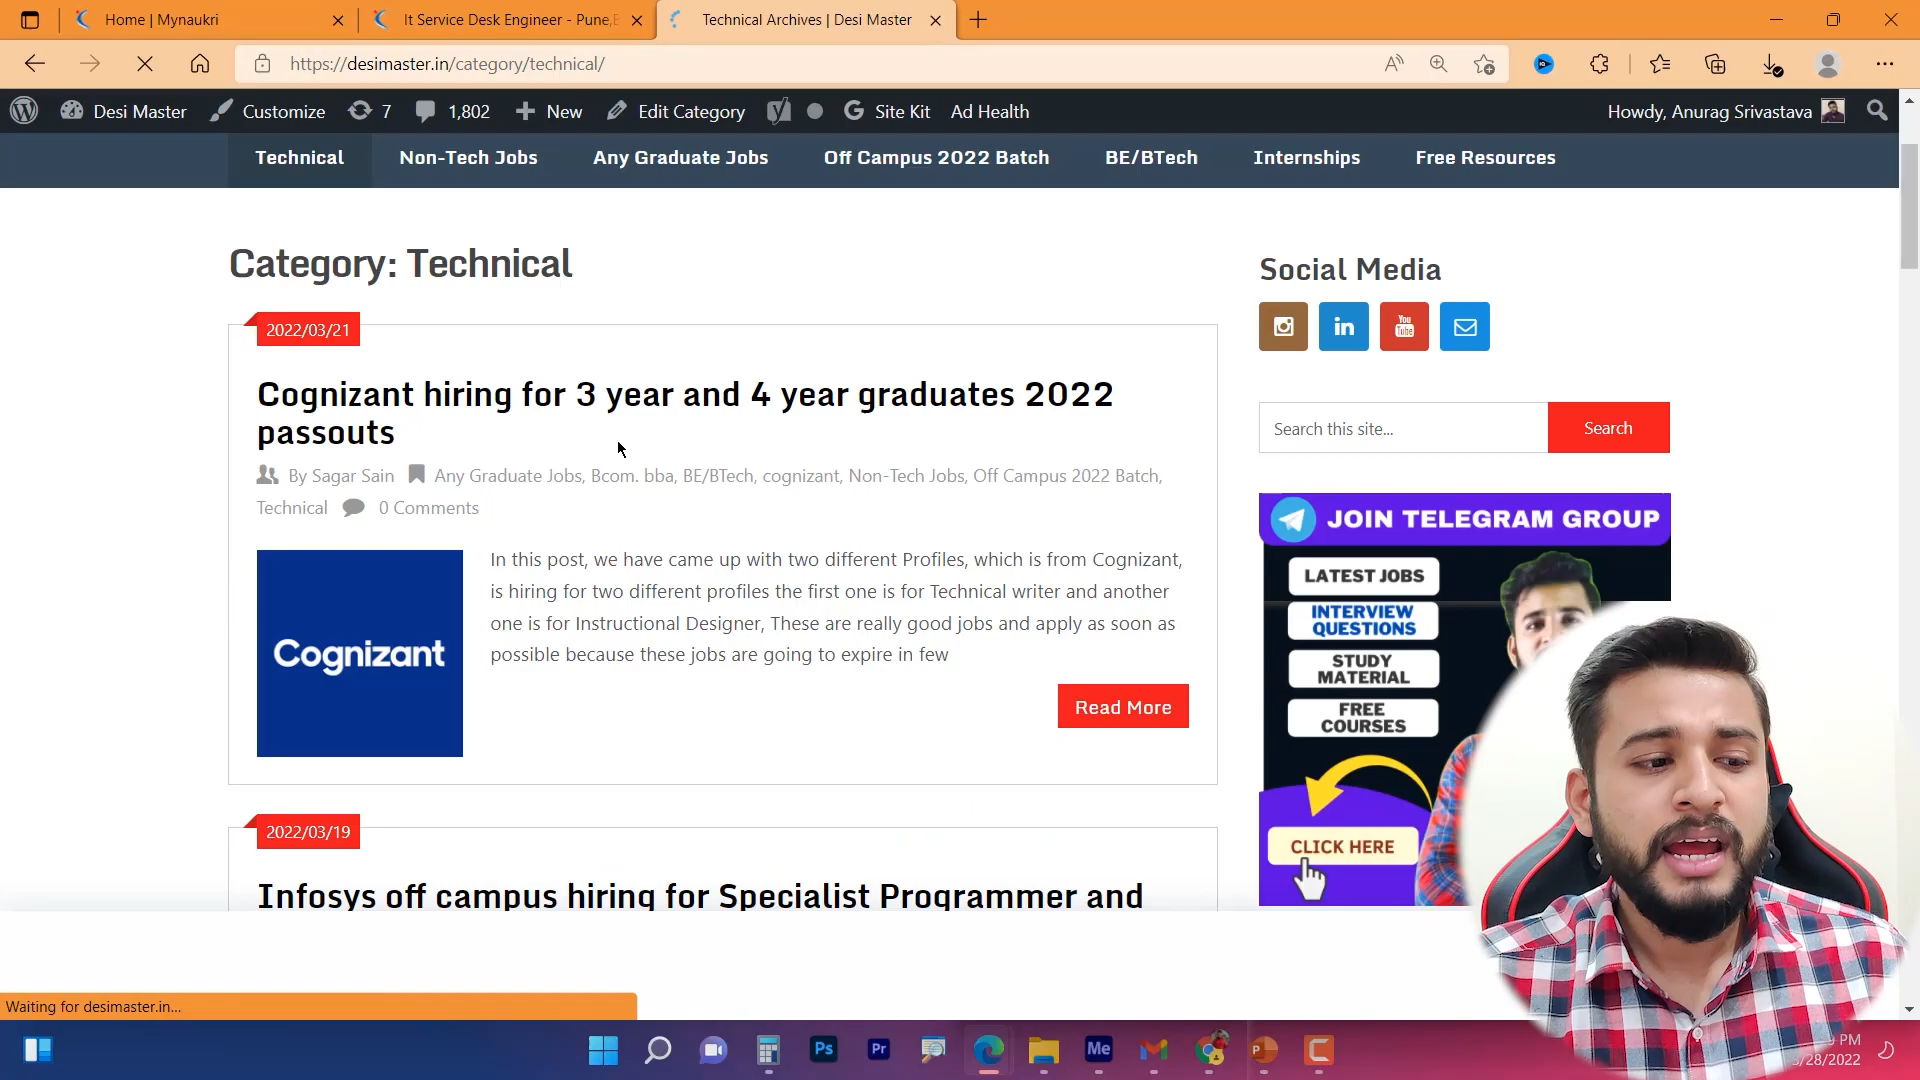 Home | Mynaukri
It Service Desk Engineer - Pune,B
Technical Archives | Desi Master
https://desimaster.in/category/technical/
Desi Master
Customize
7
1,802
New
Edit Category
Site Kit
Ad Health
Howdy, Anurag Srivastava
Technical
Non-Tech Jobs
Any Graduate Jobs
Off Campus 2022 Batch
BE/BTech
Internships
Free Resources
Category: Technical
2022/03/21
Cognizant hiring for 3 year and 4 year graduates 2022
passouts
By Sagar Sain Any Graduate Jobs, Bcom. bba, BE/BTech, cognizant, Non-Tech Jobs, Off Campus 2022 Batch,
Technical 0 Comments
Cognizant
In this post, we have came up with two different Profiles, which is from Cognizant,
is hiring for two different profiles the first one is for Technical writer and another
one is for Instructional Designer, These are really good jobs and apply as soon as
possible because these jobs are going to expire in few
Read More
2022/03/19
Infosys off campus hiring for Specialist Programmer and
Social Media
in
You
Tube
Search this site...
Search
JOIN TELEGRAM GROUP
LATEST JOBS
INTERVIEW
QUESTIONS
STUDY
MATERIAL
FREE
COURSES
CLICK HERE
Waiting for desimaster.in...
Ps
Pr
Me
PM
/28/2022